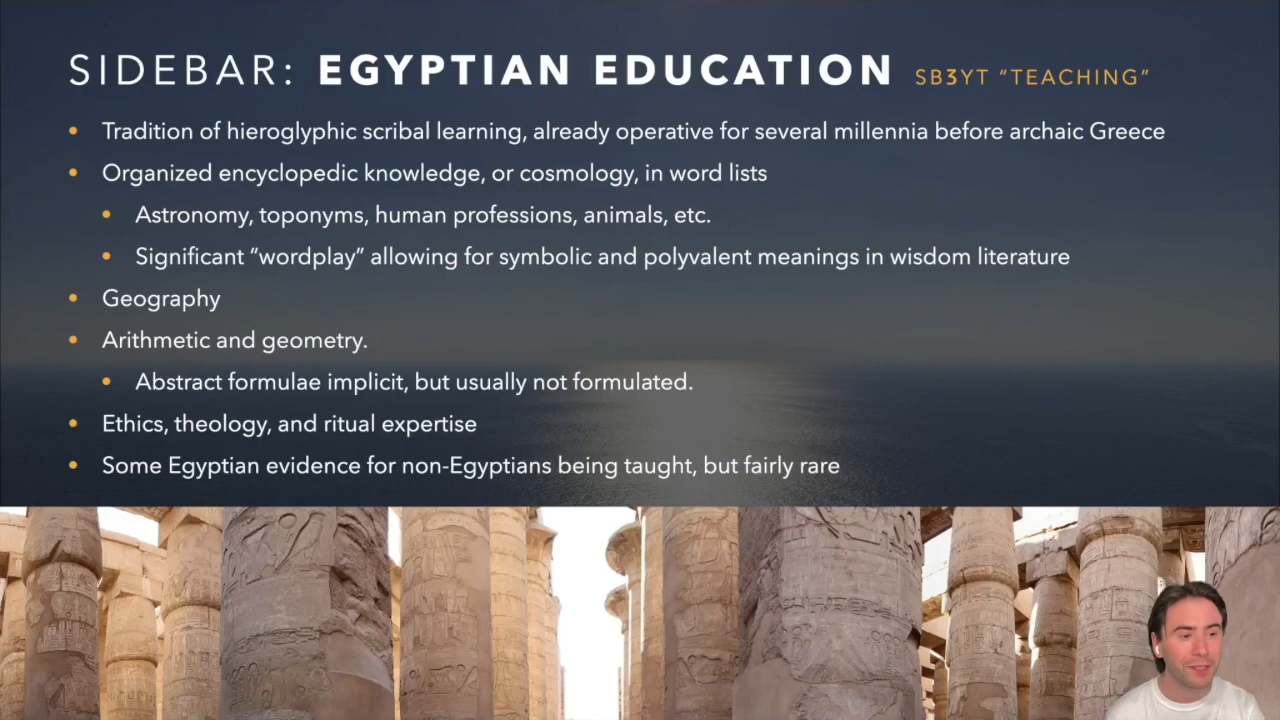 SIDEBAR: EGYPTIAN EDUCATION SB3YT “TEACHING”
• Tradition of hieroglyphic scribal learning, already operative for several millennia before archaic Greece
• Organized encyclopedic knowledge, or cosmology, in word lists
• Astronomy, toponyms, human professions, animals, etc.
• Significant “wordplay” allowing for symbolic and polyvalent meanings in wisdom literature
• Geography
• Arithmetic and geometry.
• Abstract formulae implicit, but usually not formulated.
• Ethics, theology, and ritual expertise
• Some Egyptian evidence for non-Egyptians being taught, but fairly rare